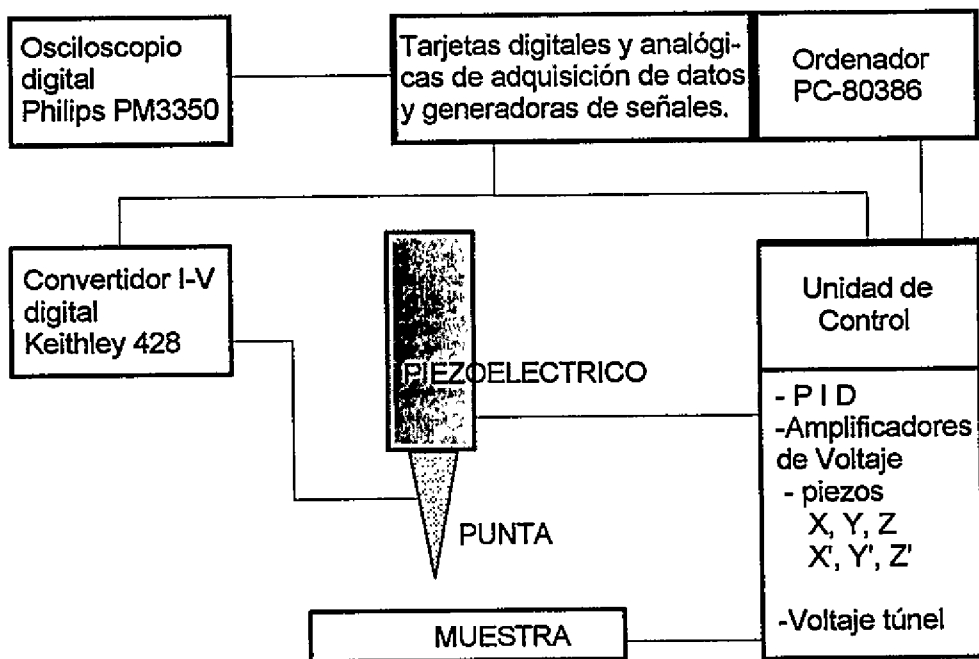 Osciloscopio
digital
Philips PM3350
Tarjetas digitales y analógi-
cas de adquisición de datos
y generadoras de señales.
Ordenador
PC-80386
Convertidor I-V
digital
Keithley 428
PIEZOELECTRICO
PUNTA
MUESTRA
Unidad de
Control
- P I D
-Amplificadores
de Voltaje
- piezos
X, Y, Z
X', Y', Z'
-Voltaje túnel